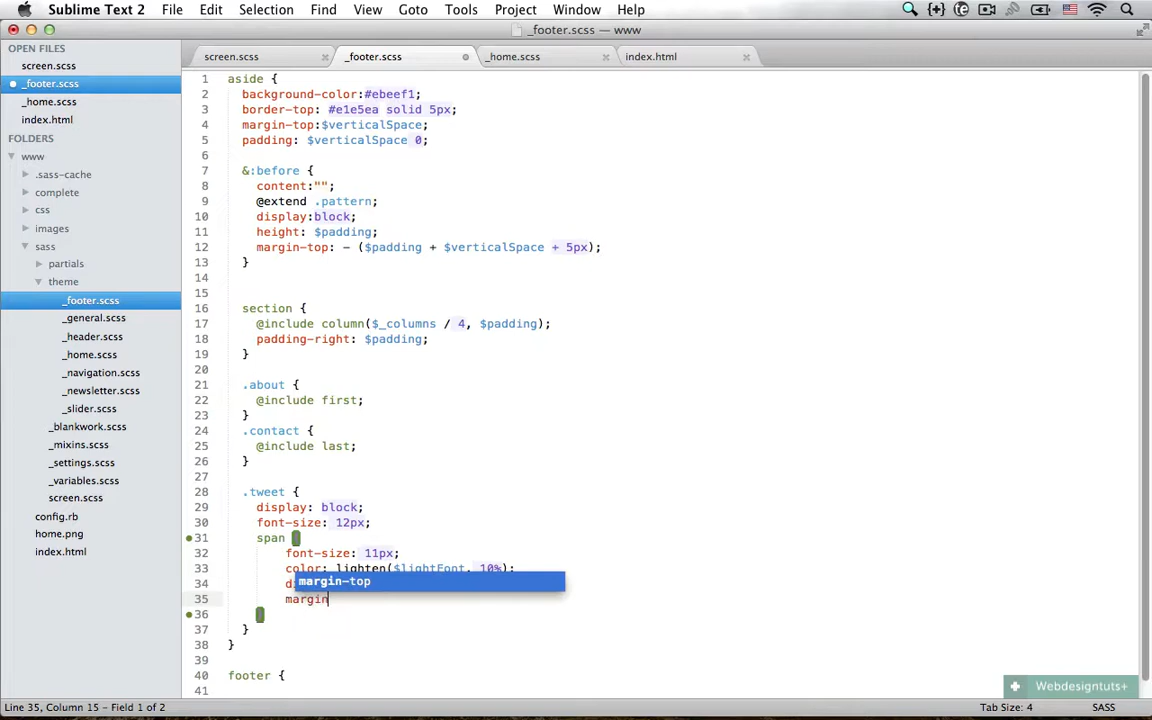 Sublime Text 2 File Edit Selection Find View Goto Tools Project Window Help
_footer.scss — www
OPEN FILES
screen.scss
_footer.scss
_home.scss
index.html
FOLDERS
www
.sass-cache
complete
css
images
sass
partials
theme
_footer.scss
_general.scss
_header.scss
_home.scss
_navigation.scss
_newsletter.scss
_slider.scss
_blankwork.scss
_mixins.scss
_settings.scss
_variables.scss
screen.scss
config.rb
home.png
index.html
screen.scss _footer.scss _home.scss index.html
1 aside {
2 background-color:#ebeef1;
3 border-top: #e1e5ea solid 5px;
4 margin-top:$verticalSpace;
5 padding: $verticalSpace 0;
6
7 &:before {
8 content:"";
9 @extend .pattern;
10 display:block;
11 height: $padding;
12 margin-top: - ($padding + $verticalSpace + 5px);
13 }
14
15
16 section {
17 @include column($_columns / 4, $padding);
18 padding-right: $padding;
19 }
20
21 .about {
22 @include first;
23 }
24 .contact {
25 @include last;
26 }
27
28 .tweet {
29 display: block;
30 font-size: 12px;
31 span {
32 font-size: 11px;
33 color: lighten($lightFont, 10%);
34 d
margin-top
35 margin
36 }
37 }
38 }
39
40 footer {
41
Webdesigntuts+
Line 35, Column 15 - Field 1 of 2 Tab Size: 4 SASS